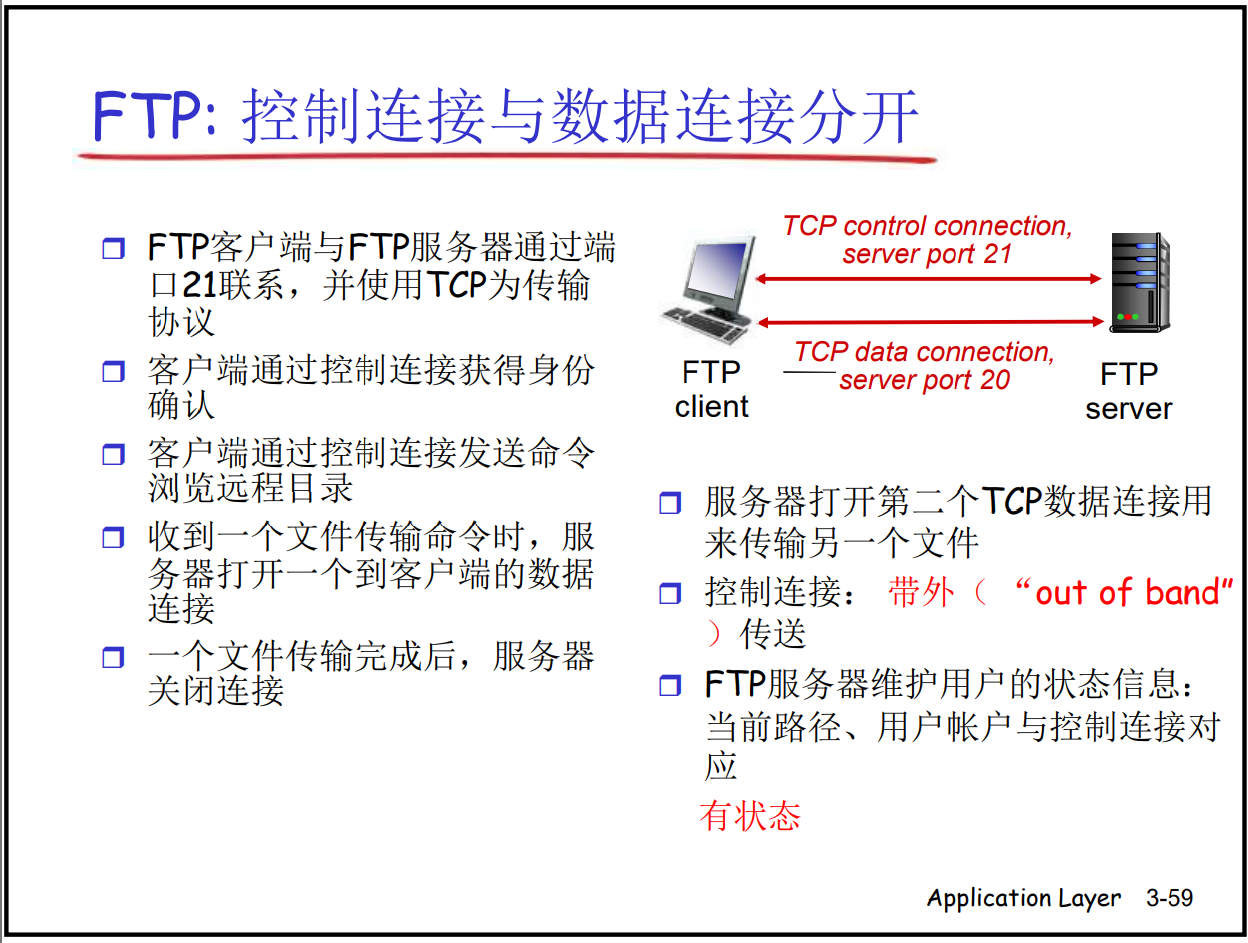 FTP: 控制连接与数据连接分开
FTP客户端与FTP服务器通过端
口21联系，并使用TCP为传输
协议
客户端通过控制连接获得身份
确认
客户端通过控制连接发送命令
浏览远程目录
收到一个文件传输命令时，服
务器打开一个到客户端的数据
连接
一个文件传输完成后，服务器
关闭连接
TCP control connection,
server port 21
TCP data connection,
server port 20
FTP
client
FTP
server
服务器打开第二个TCP数据连接用
来传输另一个文件
控制连接： 带外（ “out of band”
）传送
FTP服务器维护用户的状态信息：
当前路径、用户帐户与控制连接对
应
有状态
Application Layer 3-59